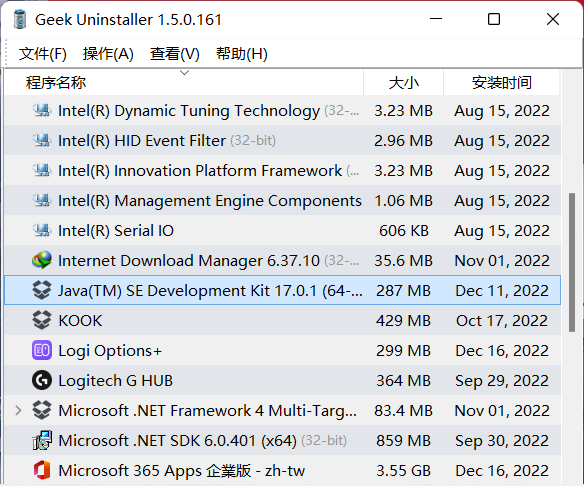 Geek Uninstaller 1.5.0.161
文件(F) 操作(A) 查看(V) 帮助(H)
程序名称 大小 安装时间
Intel(R) Dynamic Tuning Technology (32-... 3.23 MB Aug 15, 2022
Intel(R) HID Event Filter (32-bit) 2.96 MB Aug 15, 2022
Intel(R) Innovation Platform Framework (... 3.23 MB Aug 15, 2022
Intel(R) Management Engine Components 1.06 MB Aug 15, 2022
Intel(R) Serial IO 606 KB Aug 15, 2022
Internet Download Manager 6.37.10 (32-... 35.6 MB Nov 01, 2022
Java(TM) SE Development Kit 17.0.1 (64-... 287 MB Dec 11, 2022
KOOK 429 MB Oct 17, 2022
Logi Options+ 299 MB Dec 16, 2022
Logitech G HUB 364 MB Sep 29, 2022
Microsoft .NET Framework 4 Multi-Targ... 83.4 MB Nov 01, 2022
Microsoft .NET SDK 6.0.401 (x64) (32-bit) 859 MB Sep 30, 2022
Microsoft 365 Apps 企業版 - zh-tw 3.55 GB Dec 16, 2022